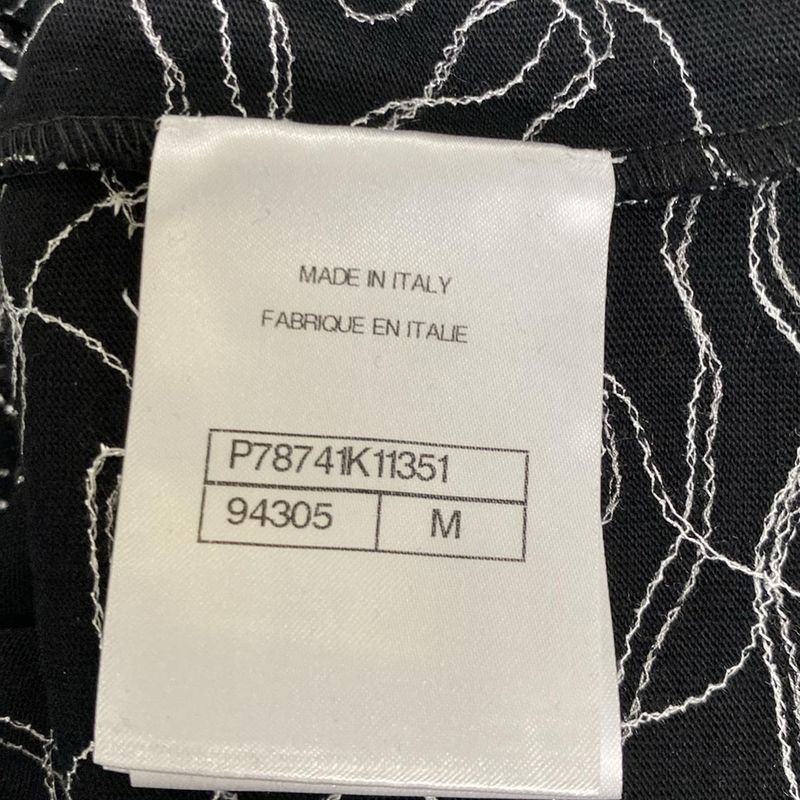 MADE IN ITALY
FABRIQUE EN ITALIE
P78741K11351
94305 M